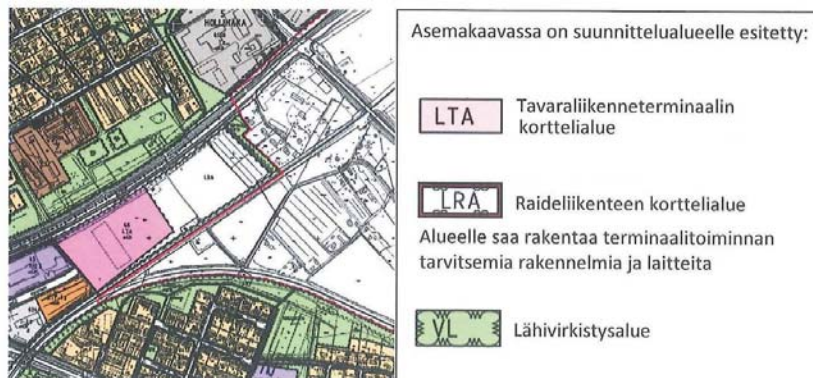 HOLLIHAKA
Asemakaavassa on suunnittelualueelle esitetty:
LTA
Tavaraliikenneterminaalin
korttelialue
LRA
Raideliikenteen korttelialue
Alueelle saa rakentaa terminaalitoiminnan
tarvitsemia rakennelmia ja laitteita
VL
Lähivirkistysalue